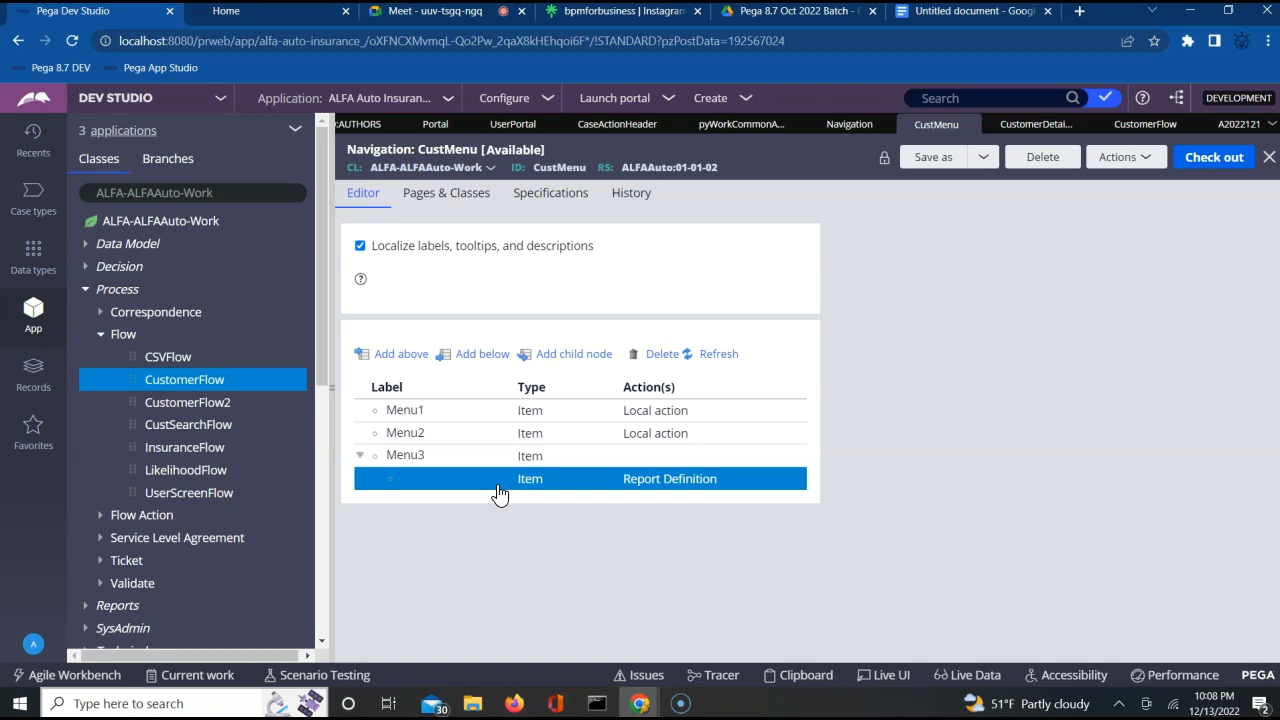 Pega Dev Studio
Home
Meet - uuv-tsgq-ngq
bpmforbusiness | Instagram
Pega 8.7 Oct 2022 Batch -
Untitled document - Googl
localhost:8080/prweb/app/alfa-auto-insurance_/oXFNCXMvmqL-Qo2Pw_2qaX8kHEhqoi6F*/!STANDARD?pzPostData=192567024
Pega 8.7 DEV
Pega App Studio
DEV STUDIO
Application: ALFA Auto Insuran...
Configure
Launch portal
Create
Search
DEVELOPMENT
3 applications
:AUTHORS
Portal
UserPortal
CaseActionHeader
pyWorkCommonA...
Navigation
CustMenu
CustomerDetai...
CustomerFlow
A2022121
Recents
Case types
Data types
App
Records
Favorites
A
Classes
Branches
ALFA-ALFAAuto-Work
ALFA-ALFAAuto-Work
Data Model
Decision
Process
Correspondence
Flow
CSVFlow
CustomerFlow
CustomerFlow2
CustSearchFlow
InsuranceFlow
LikelihoodFlow
UserScreenFlow
Flow Action
Service Level Agreement
Ticket
Validate
Reports
SysAdmin
Navigation: CustMenu [Available]
CL: ALFA-ALFAAuto-Work ID: CustMenu RS: ALFAAuto:01-01-02
Save as
Delete
Actions
Check out
Editor
Pages & Classes
Specifications
History
Localize labels, tooltips, and descriptions
Add above
Add below
Add child node
Delete
Refresh
Label Type Action(s)
Menu1 Item Local action
Menu2 Item Local action
Menu3 Item
Item Report Definition
Agile Workbench
Current work
Scenario Testing
Issues
Tracer
Clipboard
Live UI
Live Data
Accessibility
Performance
PEGA
Type here to search
30
51°F Partly cloudy
10:08 PM
12/13/2022
2